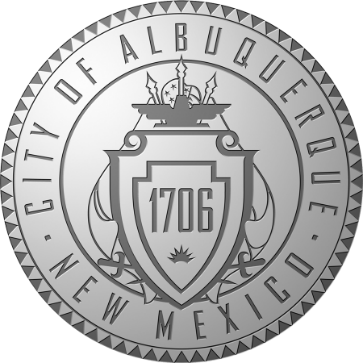 CITY OF ALBUQUERQUE
1706
· NEW MEXICO ·